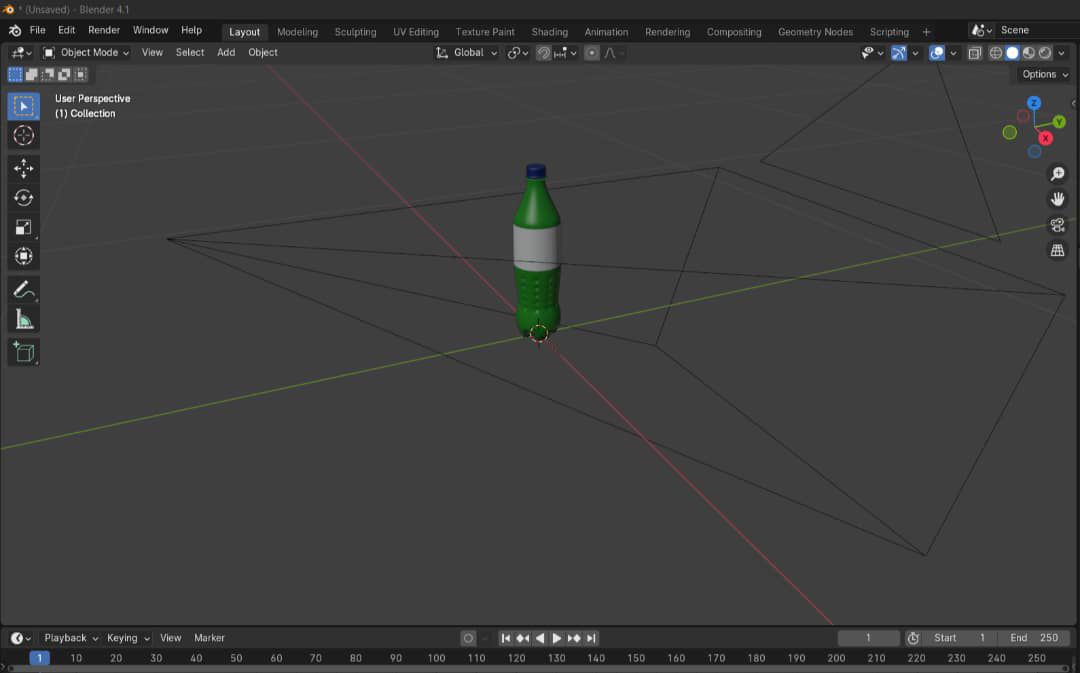 * (Unsaved) - Blender 4.1
File Edit Render Window Help Layout Modeling Sculpting UV Editing Texture Paint Shading Animation Rendering Compositing Geometry Nodes Scripting + Scene
Object Mode View Select Add Object Global
Options
User Perspective
(1) Collection
Z
Y
X
Playback Keying View Marker 1 Start 1 End 250
1 10 20 30 40 50 60 70 80 90 100 110 120 130 140 150 160 170 180 190 200 210 220 230 240 250